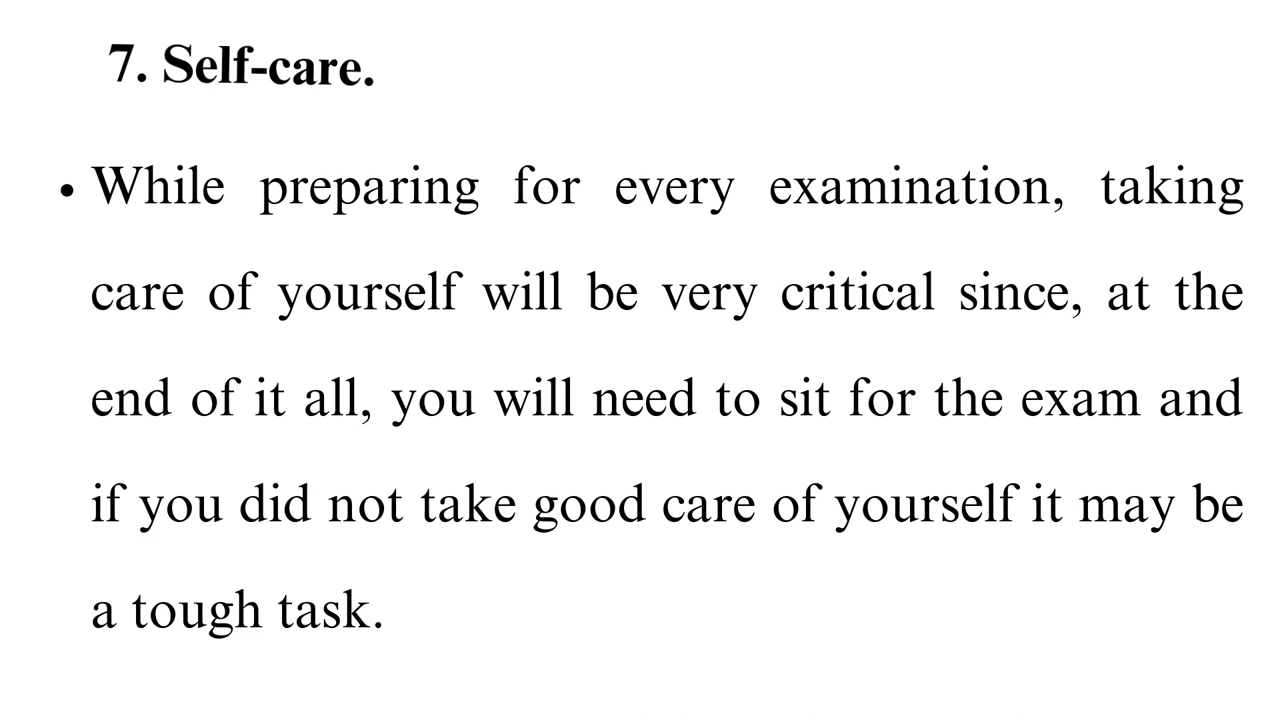 7. Self-care.
• While preparing for every examination, taking
care of yourself will be very critical since, at the
end of it all, you will need to sit for the exam and
if you did not take good care of yourself it may be
a tough task.